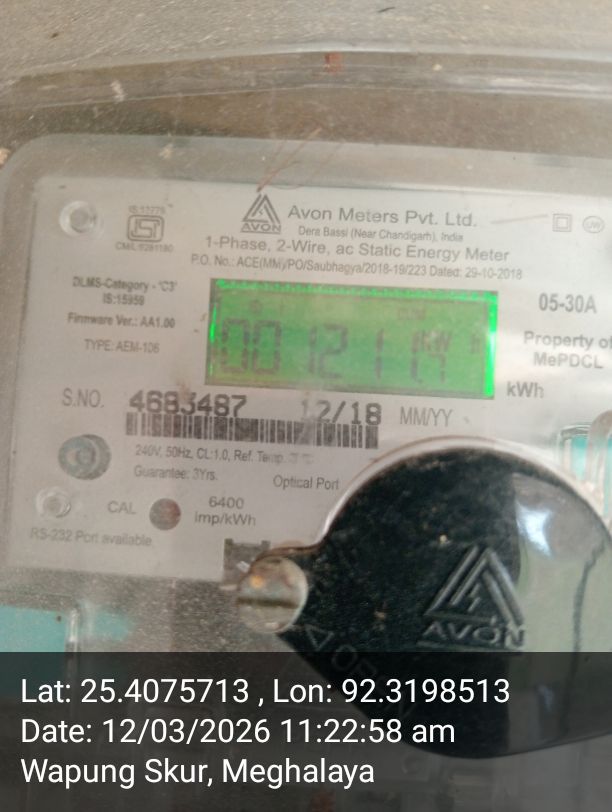 IS:13779
CM/L:9281190
AVON
Avon Meters Pvt. Ltd.
Dera Bassi (Near Chandigarh), India
1-Phase, 2-Wire, ac Static Energy Meter
P.O. No.: ACE(MM)/PO/Saubhagya/2018-19/223 Dated: 29-10-2018
DLMS-Category - 'C3'
IS:15959
Firmware Ver.: AA1.00
TYPE: AEM-106
05-30A
Property of
MePDCL
kWh
S.NO. 4683487 12/18 MM/YY
240V, 50Hz, CL:1.0, Ref. Temp.
Guarantee: 3Yrs.
Optical Port
CAL
6400
imp/kWh
RS-232 Port available
AVON
Lat: 25.4075713 , Lon: 92.3198513
Date: 12/03/2026 11:22:58 am
Wapung Skur, Meghalaya